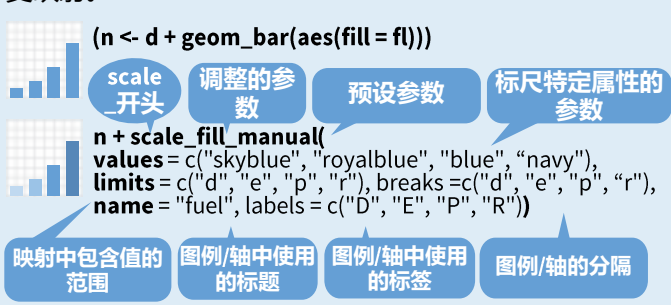 (n <- d + geom_bar(aes(fill = fl)))
scale
_开头
调整的参
数
预设参数
标尺特定属性的
参数
n + scale_fill_manual(
values = c("skyblue", "royalblue", "blue", “navy"),
limits = c("d", "e", "p", "r"), breaks =c("d", "e", "p", “r"),
name = "fuel", labels = c("D", "E", "P", "R"))
映射中包含值的
范围
图例/轴中使用
的标题
图例/轴中使用
的标签
图例/轴的分隔